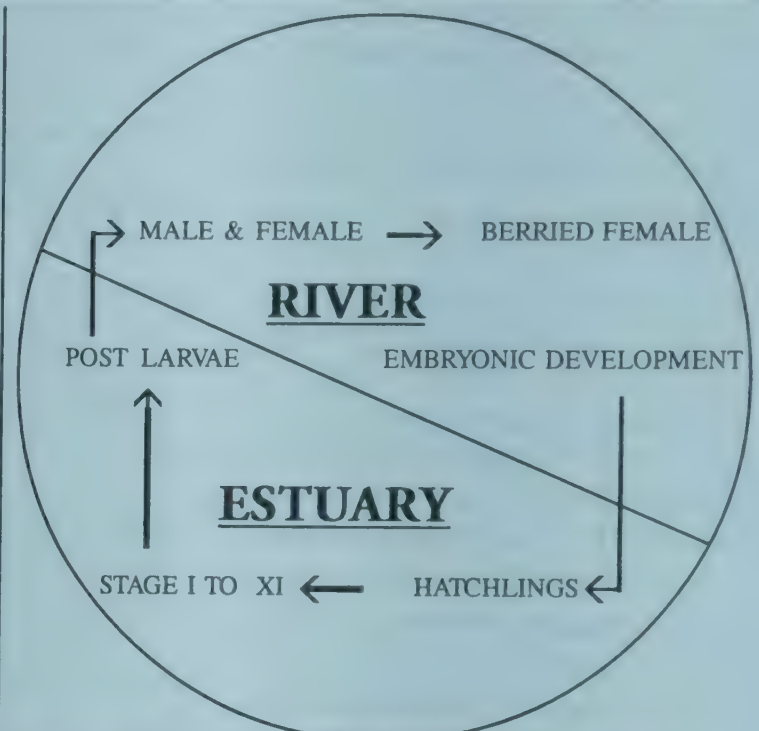 MALE & FEMALE → BERRIED FEMALE
RIVER
POST LARVAE EMBRYONIC DEVELOPMENT
ESTUARY
STAGE I TO XI ← HATCHLINGS